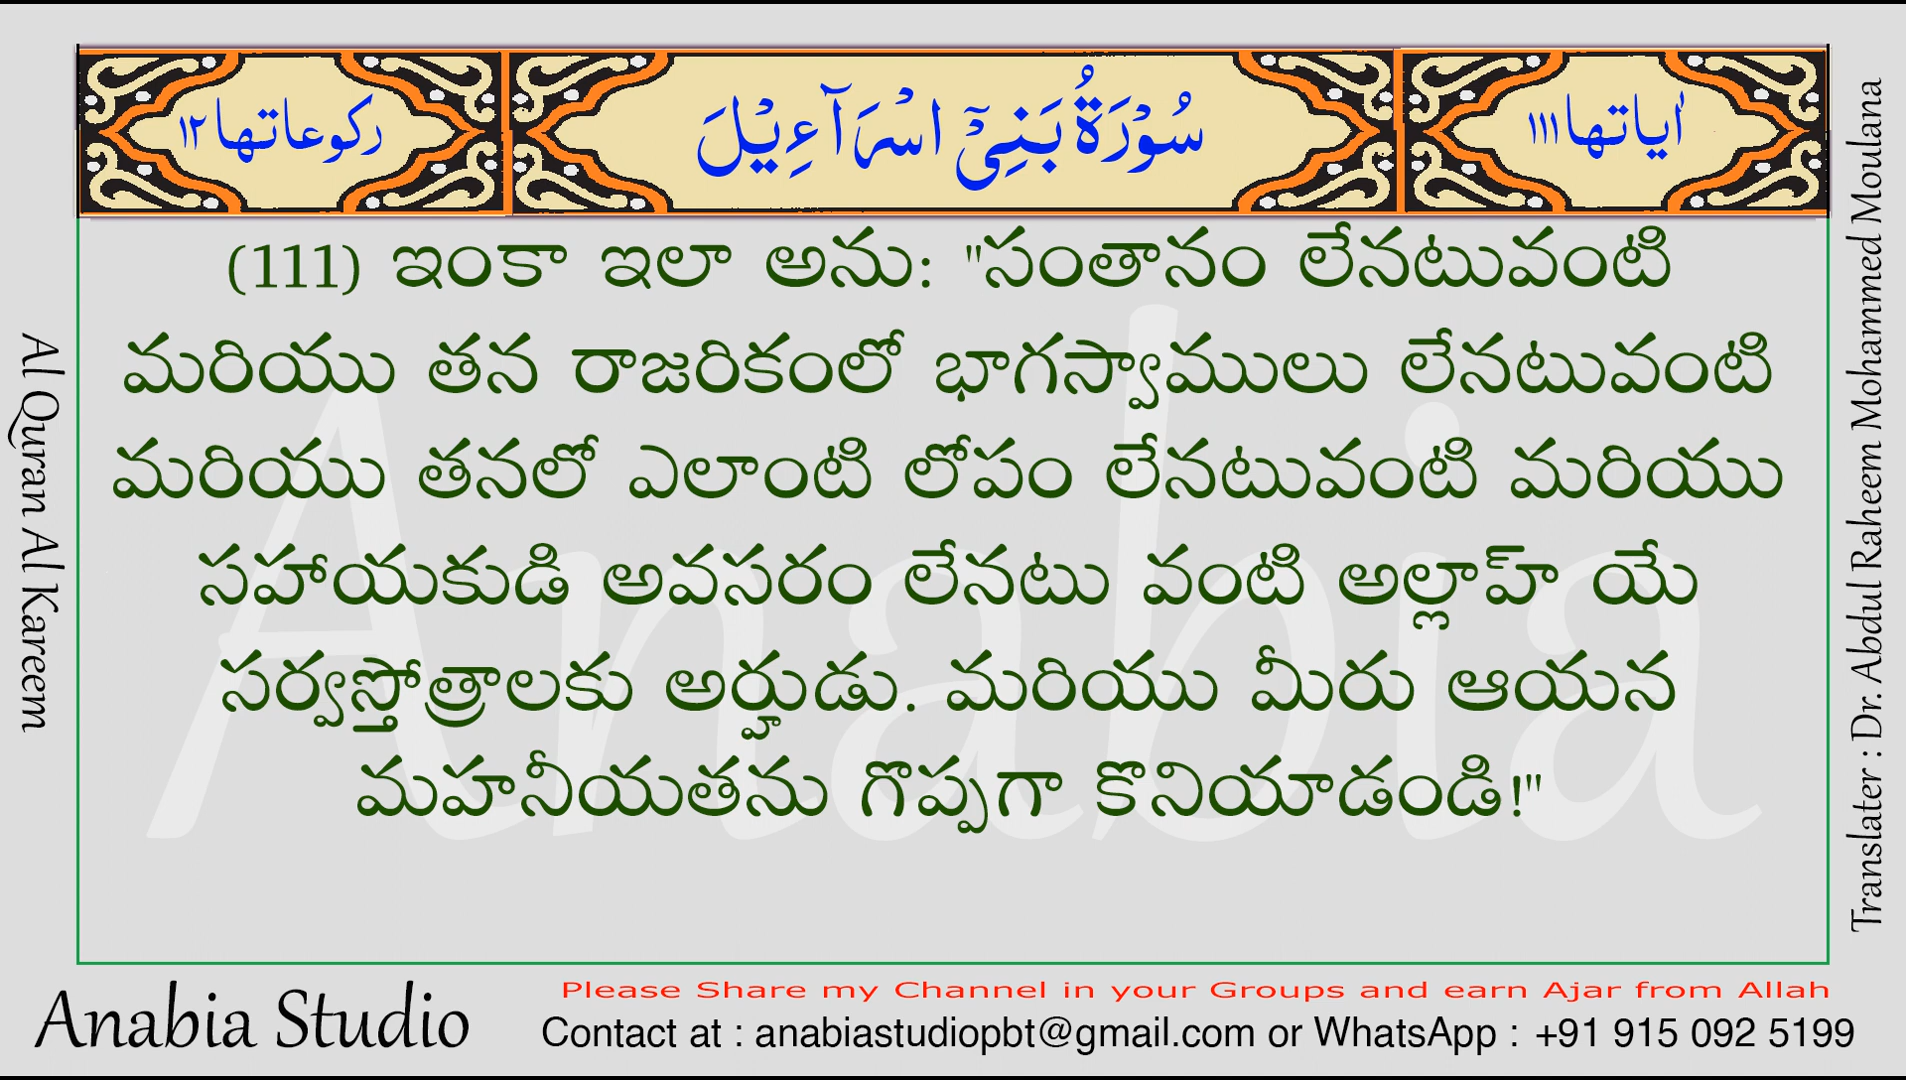 رکوعاتها ۱۲
سُوْرَةُ بَنِیْۤ اسْرَآءِیْلَ
اٰیاتها ۱۱۱
(111) ఇంకా ఇలా అను: "సంతానం లేనటువంటి
మరియు తన రాజరికంలో భాగస్వాములు లేనటువంటి
మరియు తనలో ఎలాంటి లోపం లేనటువంటి మరియు
సహాయకుడి అవసరం లేనటు వంటి అల్లాహ్ యే
సర్వస్తోత్రాలకు అర్హుడు. మరియు మీరు ఆయన
మహనీయతను గొప్పగా కొనియాడండి!"
Anabia
Al Quran Al Kareem
Translater : Dr. Abdul Raheem Mohammed Moulana
Anabia Studio
Please Share my Channel in your Groups and earn Ajar from Allah
Contact at : anabiastudiopbt@gmail.com or WhatsApp : +91 915 092 5199